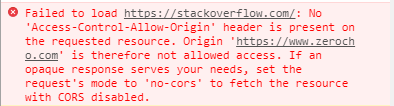 Failed to load https://stackoverflow.com/: No
'Access-Control-Allow-Origin' header is present on
the requested resource. Origin 'https://www.zeroch
o.com' is therefore not allowed access. If an
opaque response serves your needs, set the
request's mode to 'no-cors' to fetch the resource
with CORS disabled.